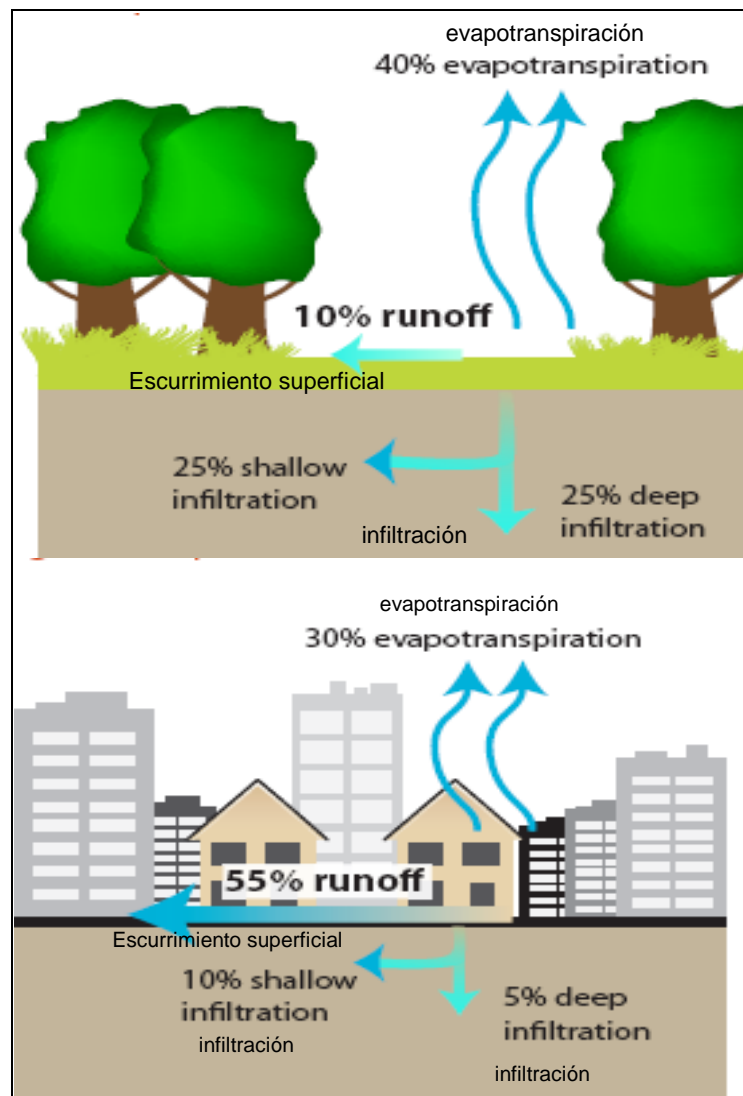 evapotranspiración
40% evapotranspiration
10% runoff
Escurrimiento superficial
25% shallow
infiltration
25% deep
infiltration
infiltración
evapotranspiración
30% evapotranspiration
55% runoff
Escurrimiento superficial
10% shallow
infiltration
infiltración
5% deep
infiltration
infiltración